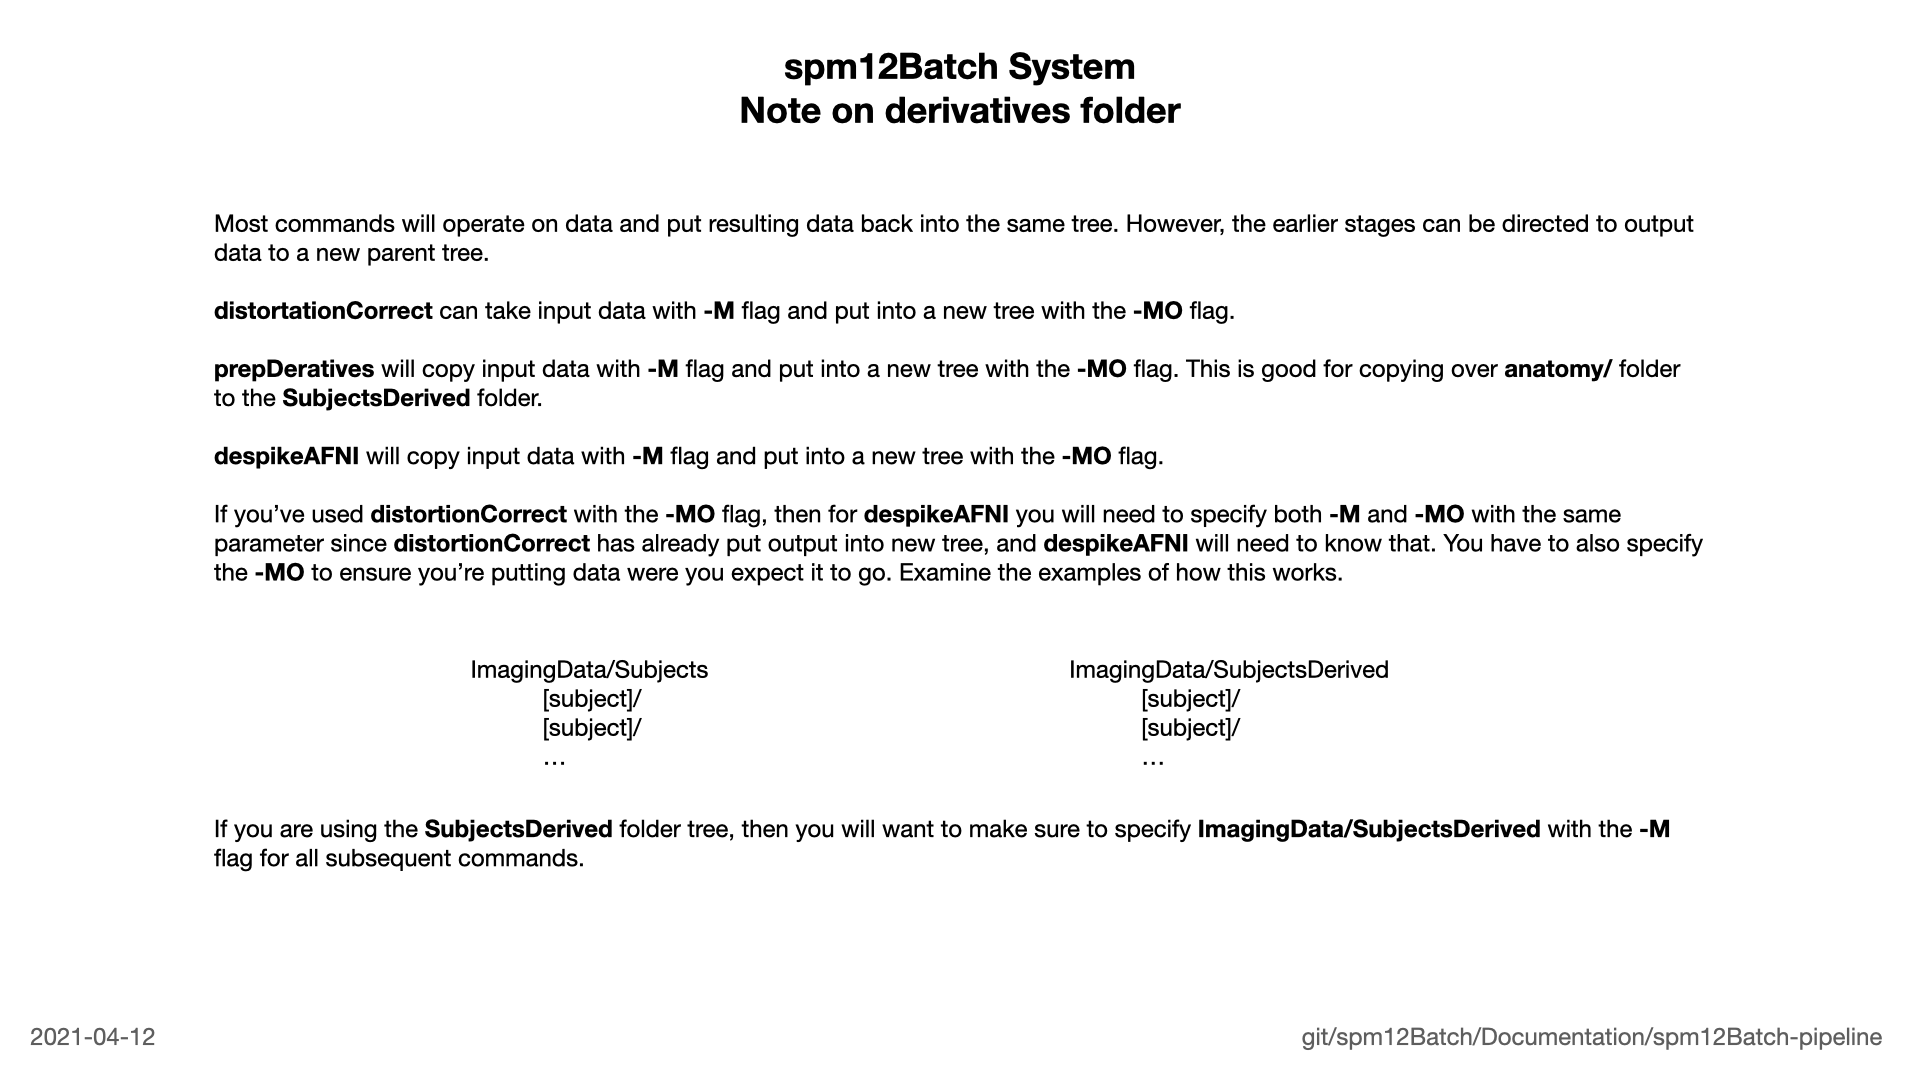 spm12Batch System
Note on derivatives folder
Most commands will operate on data and put resulting data back into the same tree. However, the earlier stages can be directed to output
data to a new parent tree.
distortationCorrect can take input data with -M flag and put into a new tree with the -MO flag.
prepDeratives will copy input data with -M flag and put into a new tree with the -MO flag. This is good for copying over anatomy/ folder
to the SubjectsDerived folder.
despikeAFNI will copy input data with -M flag and put into a new tree with the -MO flag.
If you’ve used distortionCorrect with the -MO flag, then for despikeAFNI you will need to specify both -M and -MO with the same
parameter since distortionCorrect has already put output into new tree, and despikeAFNI will need to know that. You have to also specify
the -MO to ensure you’re putting data were you expect it to go. Examine the examples of how this works.
ImagingData/Subjects
[subject]/
[subject]/
…
ImagingData/SubjectsDerived
[subject]/
[subject]/
…
If you are using the SubjectsDerived folder tree, then you will want to make sure to specify ImagingData/SubjectsDerived with the -M
flag for all subsequent commands.
2021-04-12
git/spm12Batch/Documentation/spm12Batch-pipeline